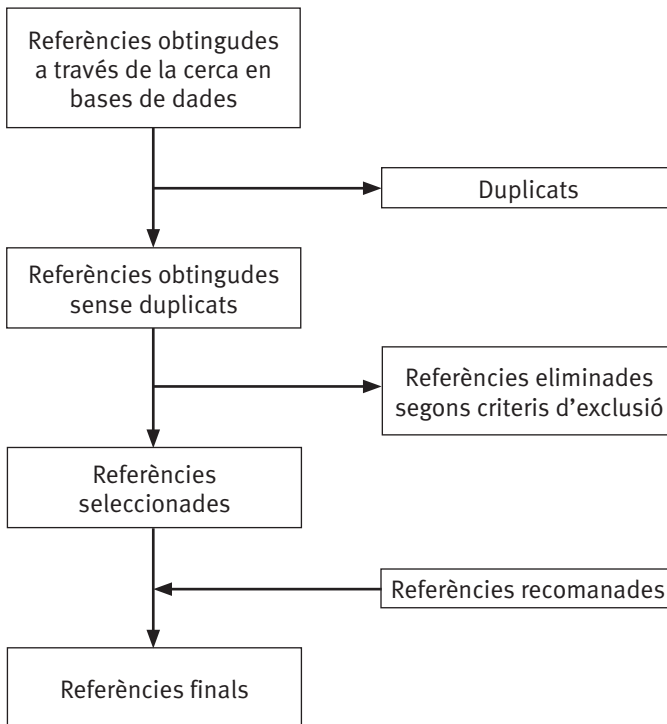 Referències obtingudes
a través de la cerca en
bases de dades
Duplicats
Referències obtingudes
sense duplicats
Referències eliminades
segons criteris d’exclusió
Referències
seleccionades
Referències recomanades
Referències finals